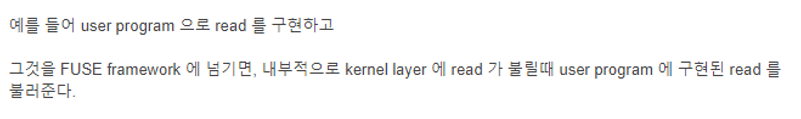 예를 들어 user program 으로 read 를 구현하고
그것을 FUSE framework 에 넘기면, 내부적으로 kernel layer 에 read 가 불릴때 user program 에 구현된 read 를
불러준다.